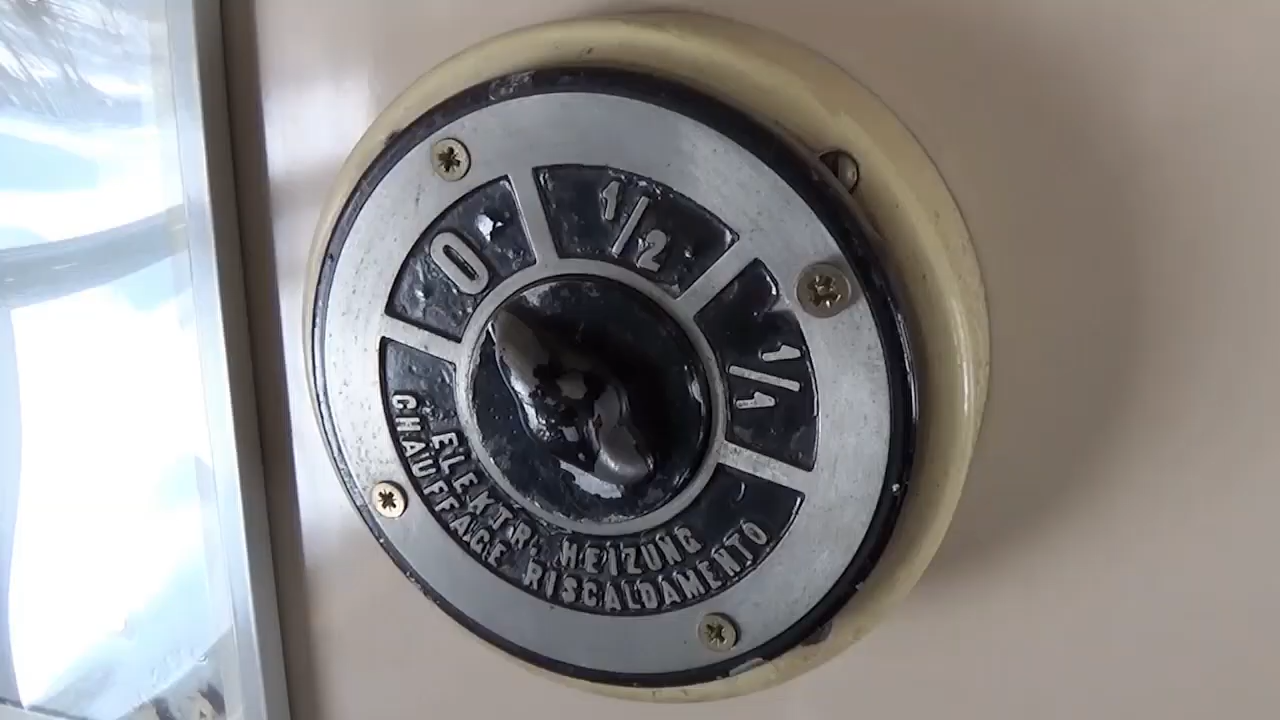 0
1/2
1/1
ELEKTR. HEIZUNG
CHAUFFAGE RISCALDAMENTO